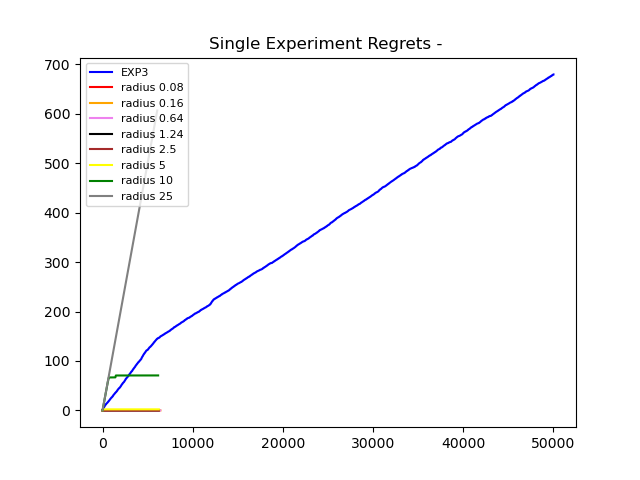 Single Experiment Regrets -
700
600
500
400
300
200
100
0
EXP3
radius 0.08
radius 0.16
radius 0.64
radius 1.24
radius 2.5
radius 5
radius 10
radius 25
0 10000 20000 30000 40000 50000